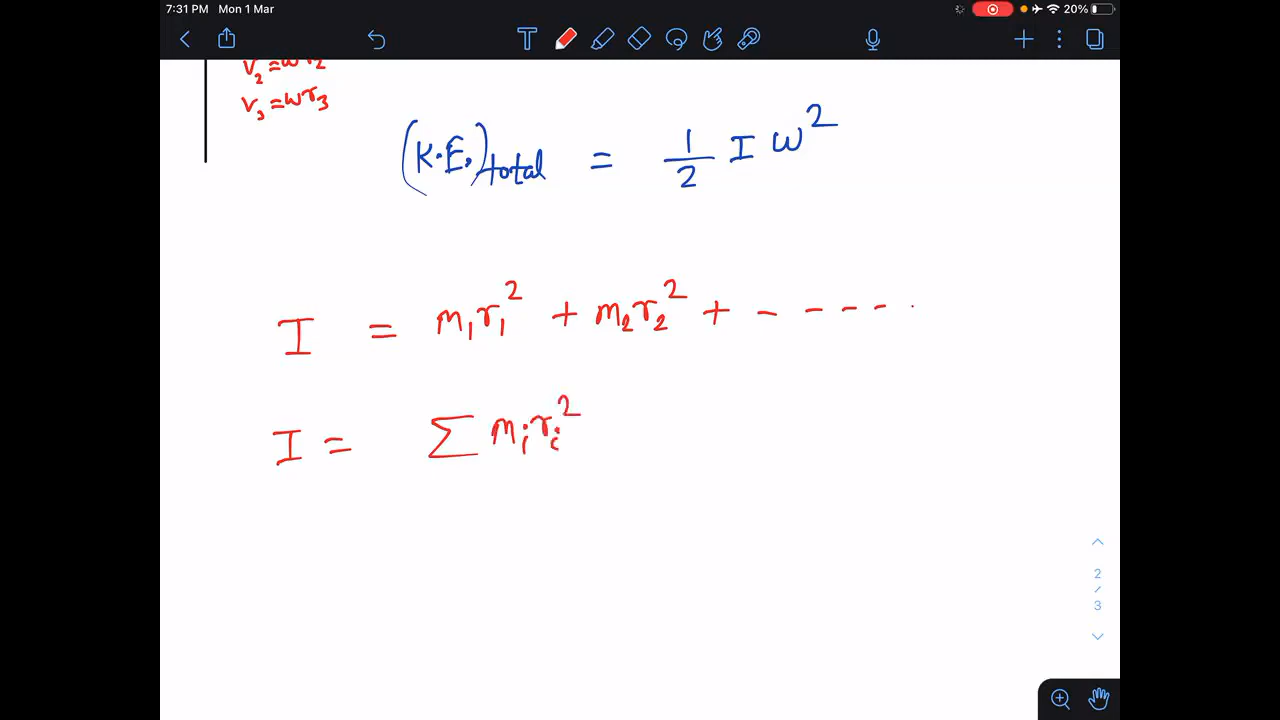 7:31 PM Mon 1 Mar 20%
T
v₂ = ωr₂
v₃ = ωr₃
(K.E.)total = 1/2 I ω²
I = m₁r₁² + m₂r₂² + - - - - -
I = Σ mᵢrᵢ²
2
/
3